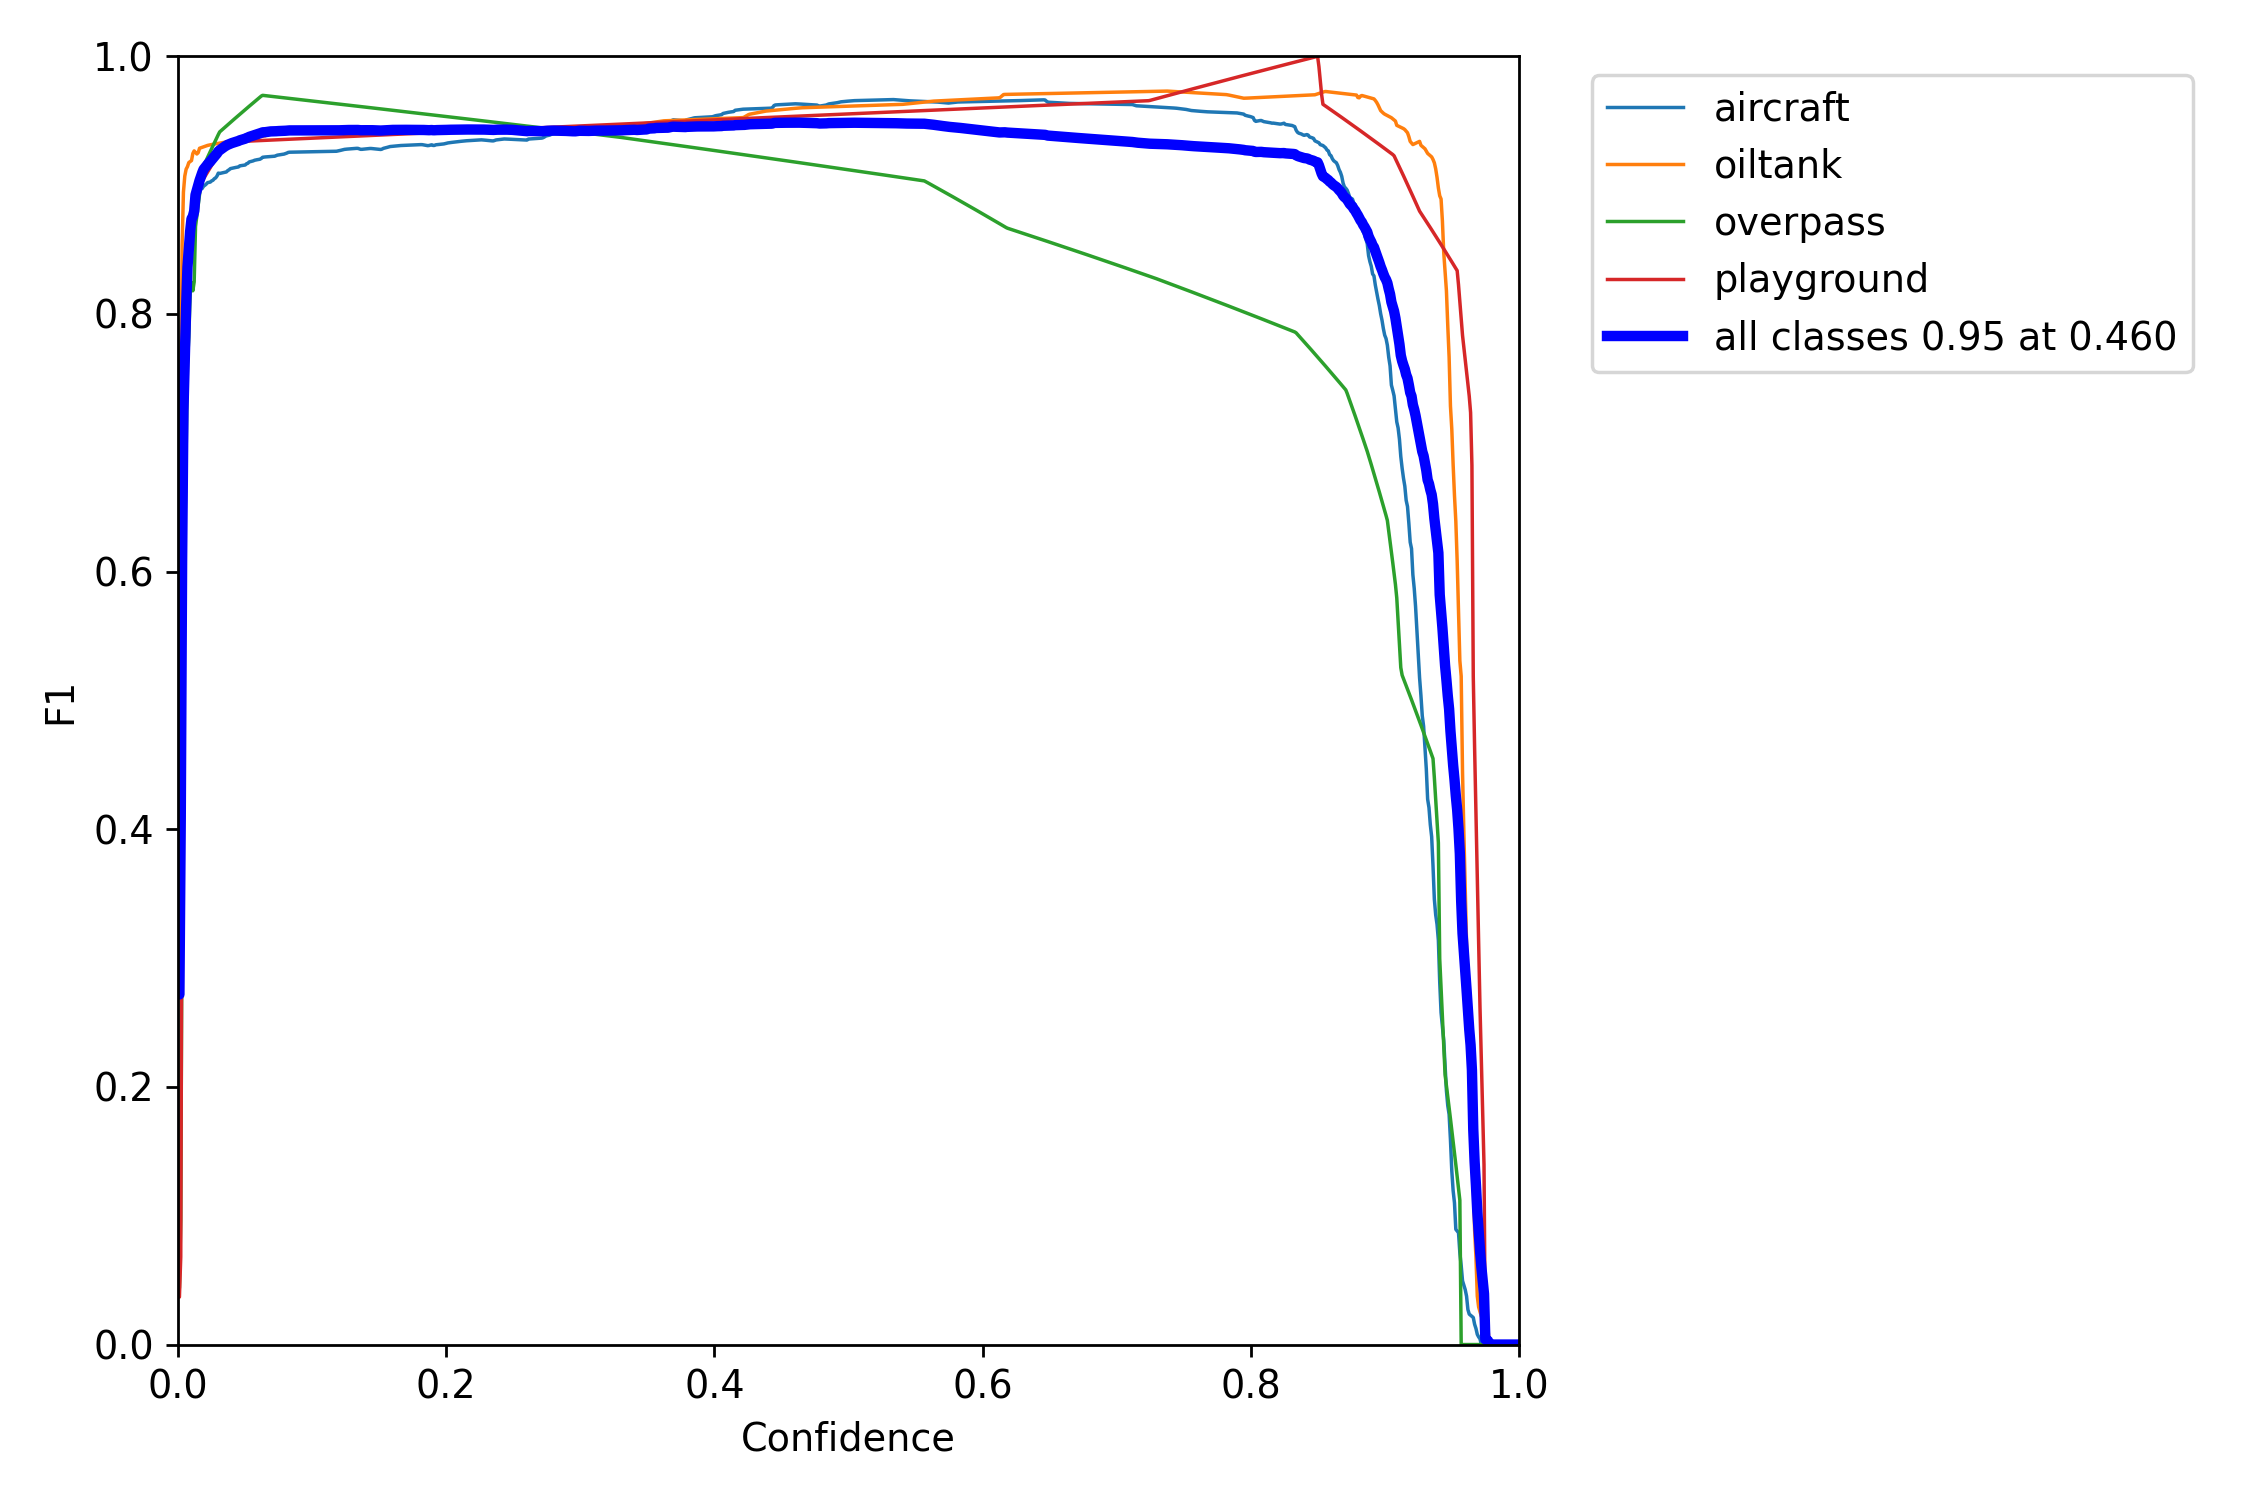 1.0
0.8
0.6
0.4
0.2
0.0
F1
0.0 0.2 0.4 0.6 0.8 1.0
Confidence
aircraft
oiltank
overpass
playground
all classes 0.95 at 0.460